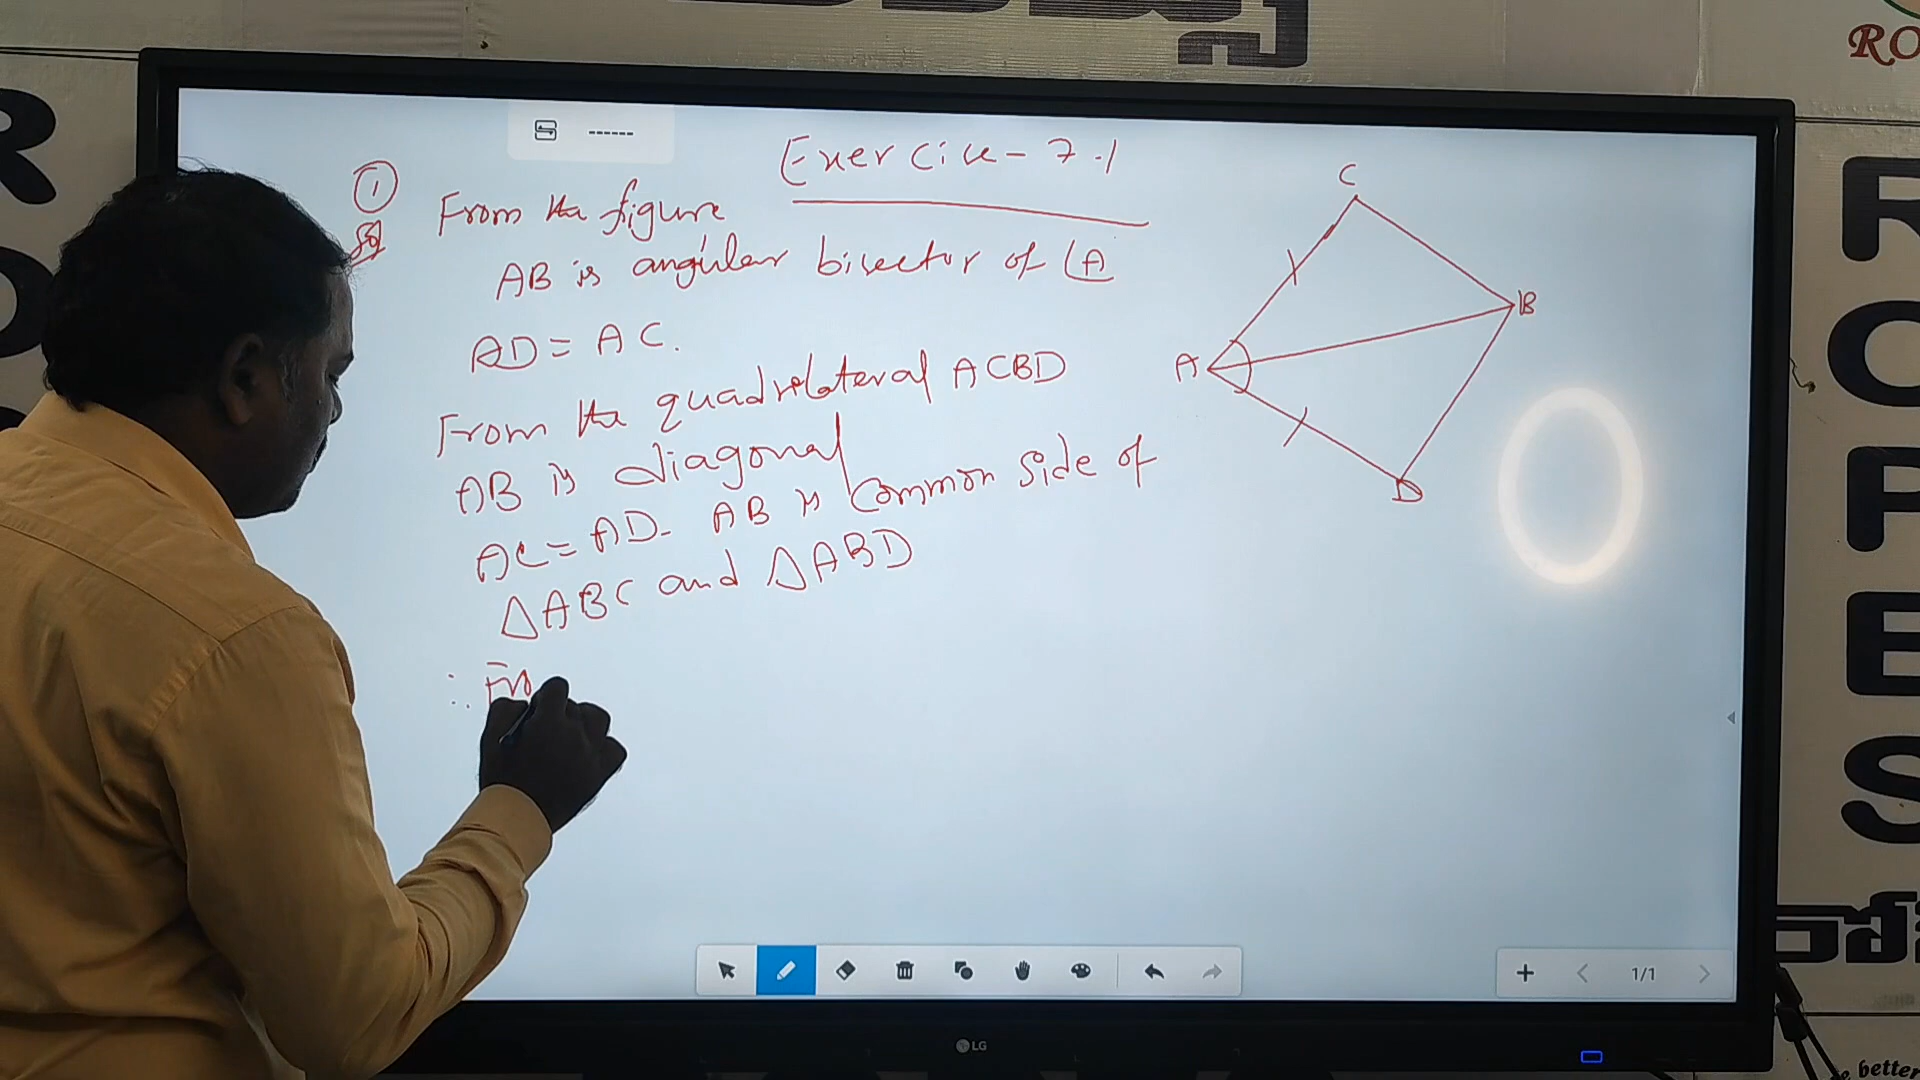 Exercise - 7.1
①
Sol
From the figure
AB is angular bisector of ∠A
AD = AC.
From the quadrilateral ACBD
AB is diagonal
AC = AD. AB is common side of
△ABC and △ABD
∴ Fro
C
B
A
D
1/1
LG
RO
R
O
P
E
S
better